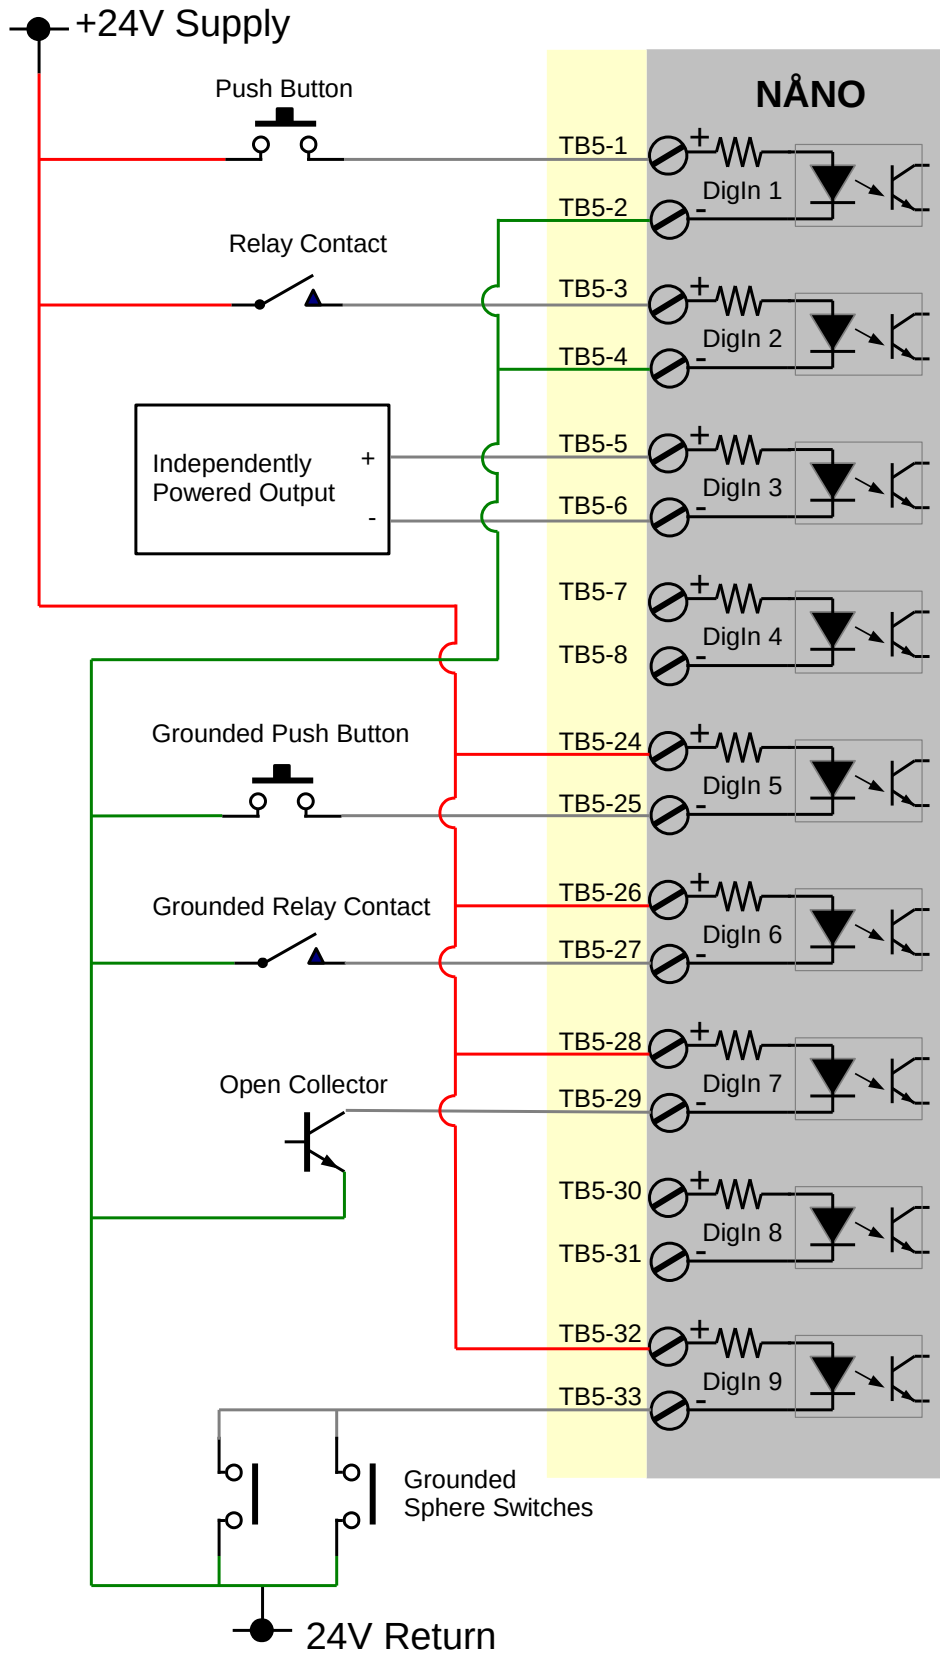 +24V Supply
NÅNO
Push Button
TB5-1
+
DigIn 1
TB5-2
-
Relay Contact
TB5-3
+
DigIn 2
TB5-4
-
Independently
Powered Output
+
-
TB5-5
+
DigIn 3
TB5-6
-
TB5-7
+
DigIn 4
TB5-8
-
Grounded Push Button
TB5-24
+
DigIn 5
TB5-25
-
Grounded Relay Contact
TB5-26
+
DigIn 6
TB5-27
-
TB5-28
+
DigIn 7
Open Collector
TB5-29
-
TB5-30
+
DigIn 8
TB5-31
-
TB5-32
+
DigIn 9
TB5-33
-
Grounded
Sphere Switches
24V Return